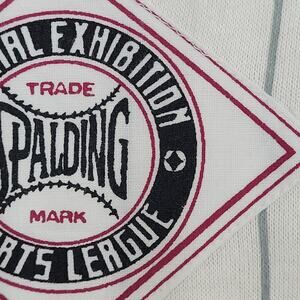 IAL EXHIBITION
TRADE
SPALDING
MARK
RTS LEAGUE